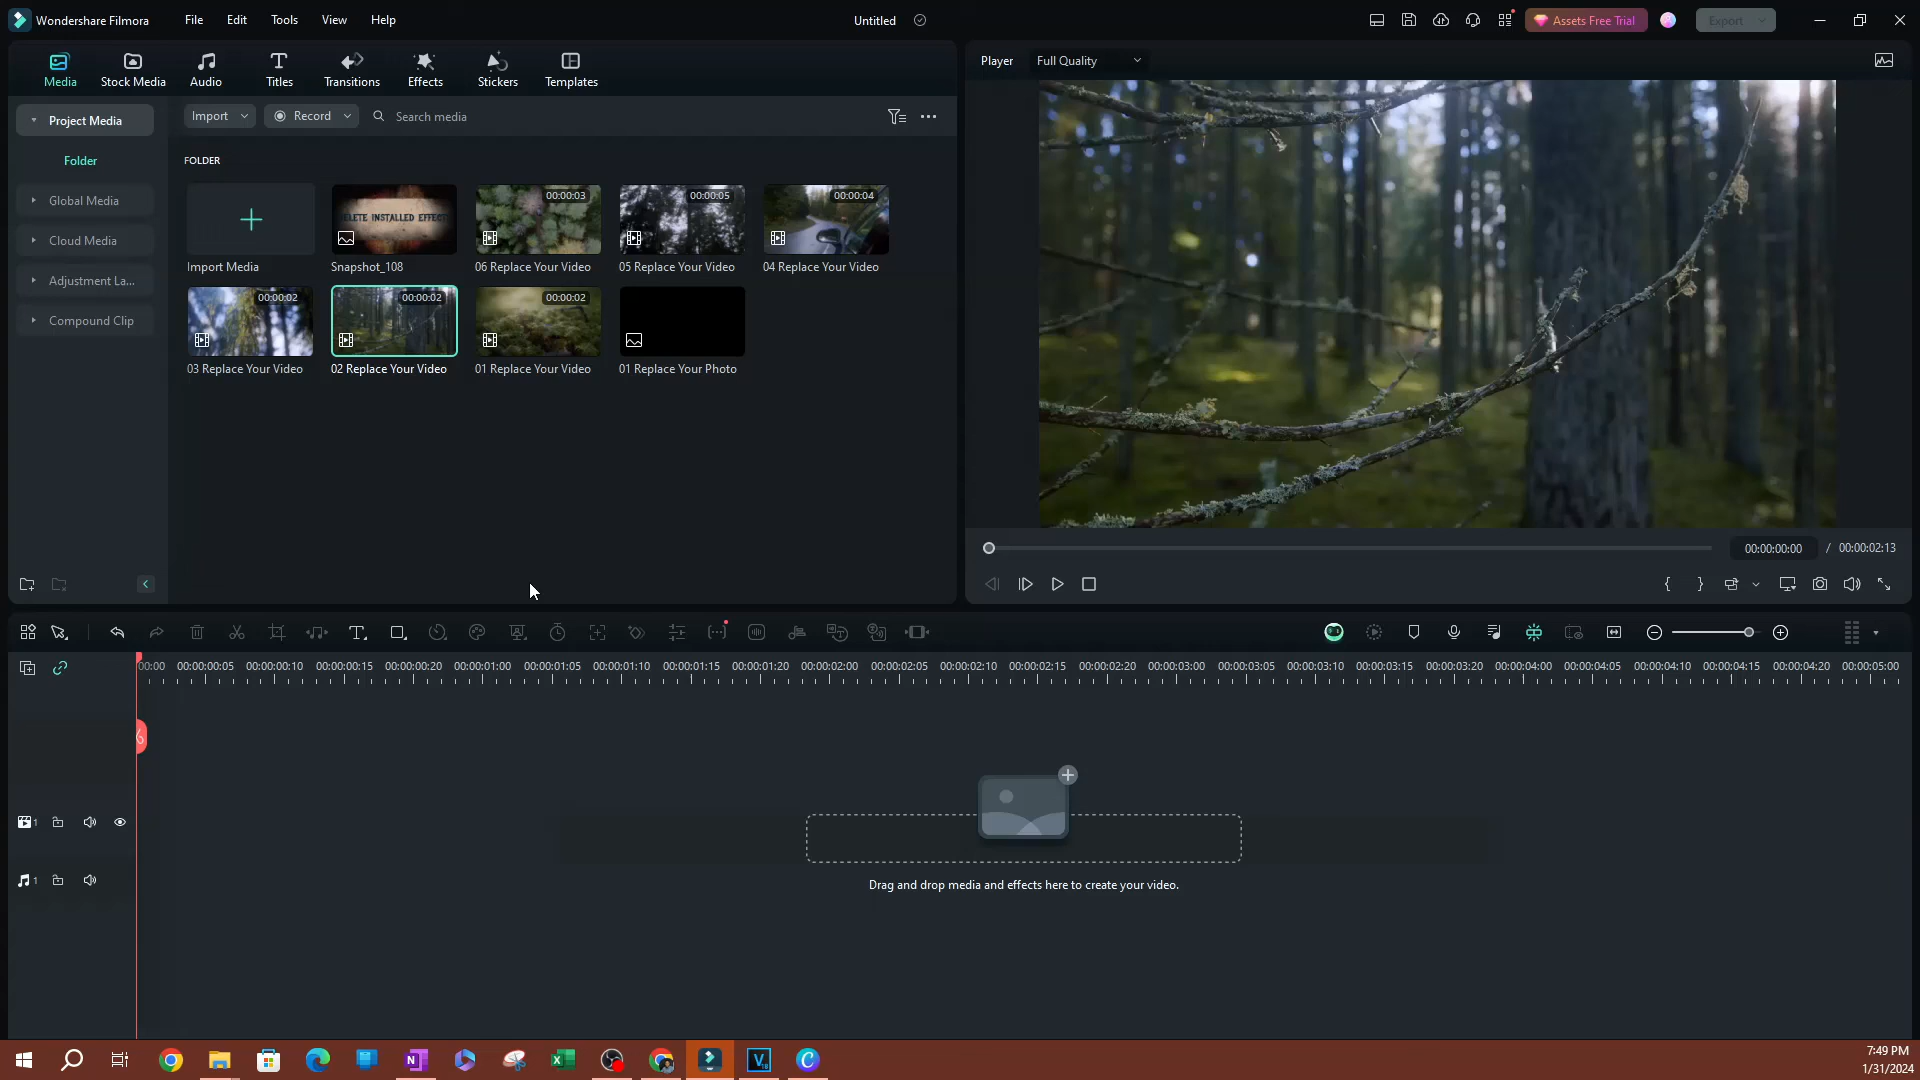 Wondershare Filmora
File Edit Tools View Help
Untitled
Assets Free Trial
Export
Media Stock Media Audio Titles Transitions Effects Stickers Templates
Player Full Quality
Project Media
Import Record Search media
Folder
FOLDER
Global Media
Cloud Media
Adjustment La...
Compound Clip
DELETE INSTALLED EFFECT
00:00:03 00:00:05 00:00:04
Import Media Snapshot_108 06 Replace Your Video 05 Replace Your Video 04 Replace Your Video
00:00:02 00:00:02 00:00:02
03 Replace Your Video 02 Replace Your Video 01 Replace Your Video 01 Replace Your Photo
00:00:00:00 / 00:00:02:13
00:00 00:00:00:05 00:00:00:10 00:00:00:15 00:00:00:20 00:00:01:00 00:00:01:05 00:00:01:10 00:00:01:15 00:00:01:20 00:00:02:00 00:00:02:05 00:00:02:10 00:00:02:15 00:00:02:20 00:00:03:00 00:00:03:05 00:00:03:10 00:00:03:15 00:00:03:20 00:00:04:00 00:00:04:05 00:00:04:10 00:00:04:15 00:00:04:20 00:00:05:00
1
1
Drag and drop media and effects here to create your video.
7:49 PM
1/31/2024